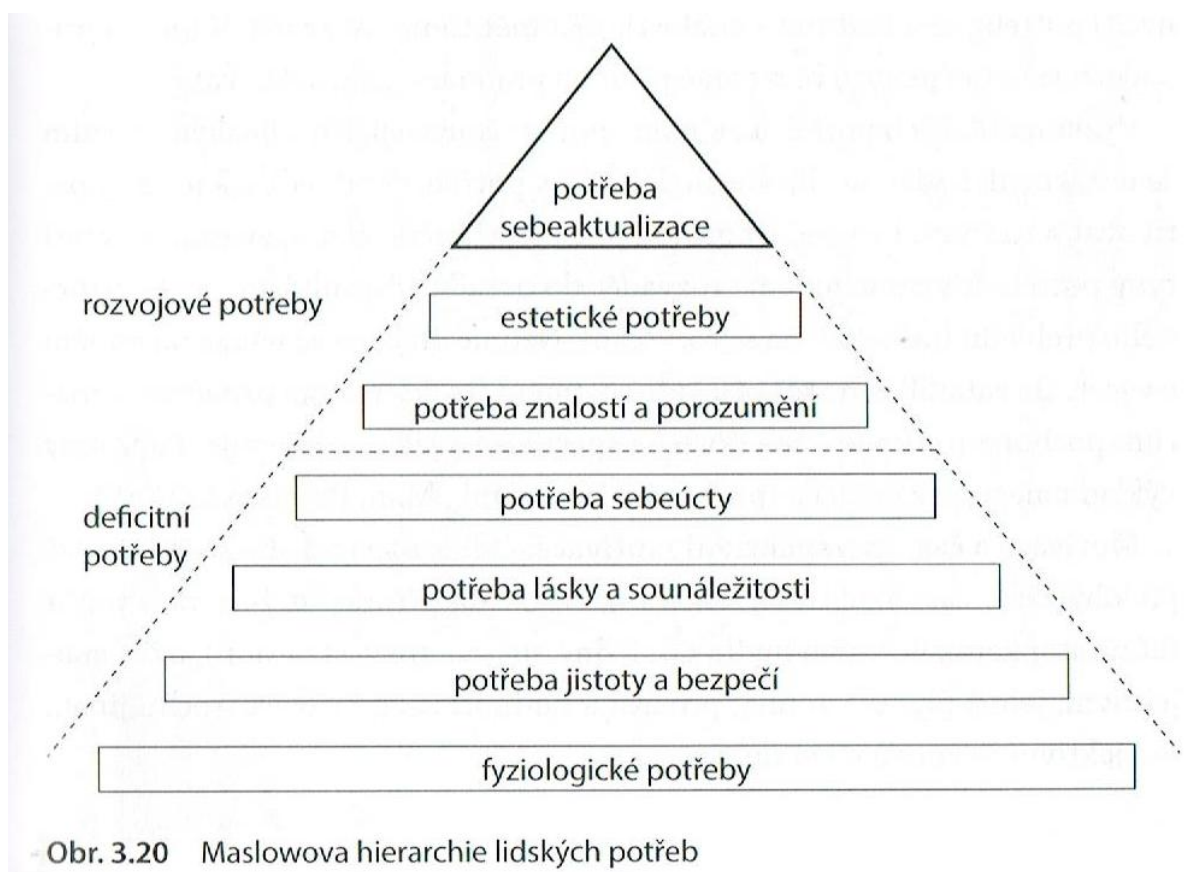 potřeba
sebeaktualizace
rozvojové potřeby
estetické potřeby
potřeba znalostí a porozumění
potřeba sebeúcty
deficitní
potřeby
potřeba lásky a sounáležitosti
potřeba jistoty a bezpečí
fyziologické potřeby
Obr. 3.20 Maslowova hierarchie lidských potřeb